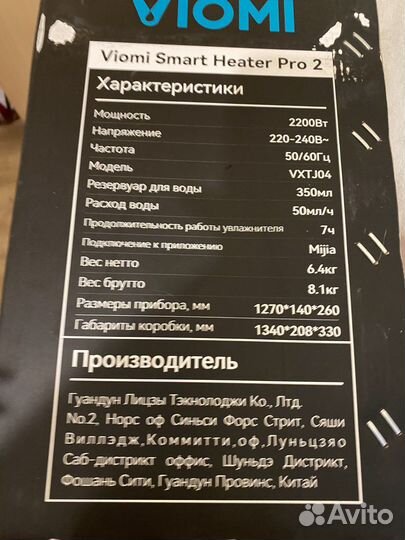 VIOMI
Viomi Smart Heater Pro 2
Характеристики
Мощность 2200Вт
Напряжение 220-240В~
Частота 50/60Гц
Модель VXTJ04
Резервуар для воды 350мл
Расход воды 50мл/ч
Продолжительность работы увлажнителя 7ч
Подключение к приложению Mijia
Вес нетто 6.4кг
Вес брутто 8.1кг
Размеры прибора, мм 1270*140*260
Габариты коробки, мм 1340*208*330
Производитель
Гуандун Лицзы Тэкнолоджи Ко., Лтд.
No.2, Норс оф Синьси Форс Стрит, Сяши
Виллэдж,Коммитти,оф,Луньцзяо
Саб-дистрикт оффис, Шуньдэ Дистрикт,
Фошань Сити, Гуандун Провинс, Китай
Avito